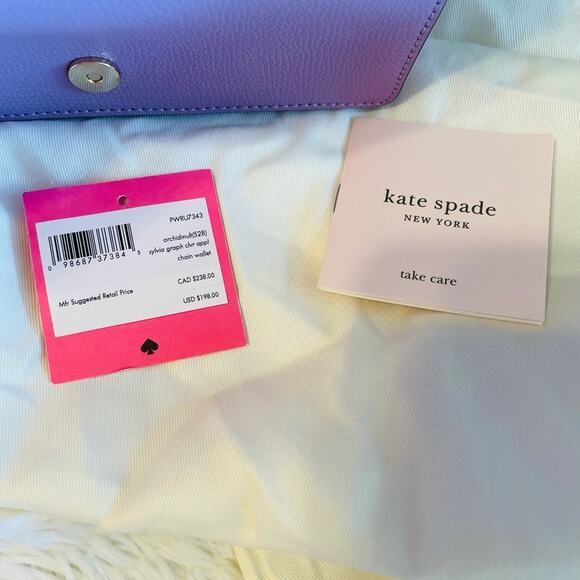 PWRU7343
orchidmult(528)
sylvia graph clvr appl
chain wallet
0 98687 37384 5
CAD $238.00
Mfr Suggested Retail Price
USD $198.00
kate spade
NEW YORK
take care